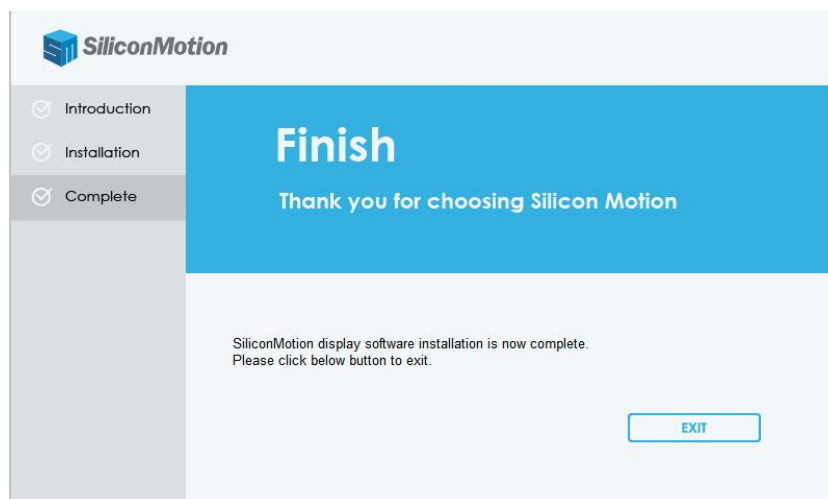 SM SiliconMotion
Introduction
Installation
Complete
Finish
Thank you for choosing Silicon Motion
SiliconMotion display software installation is now complete.
Please click below button to exit.
EXIT